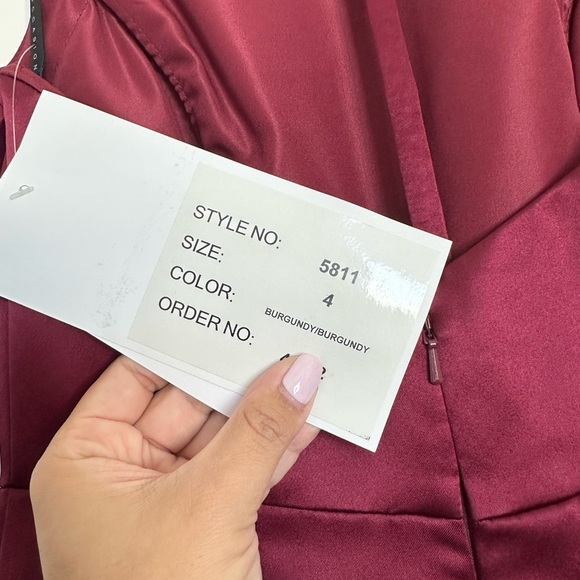 STYLE NO: 5811
SIZE: 4
COLOR: BURGUNDY/BURGUNDY
ORDER NO: